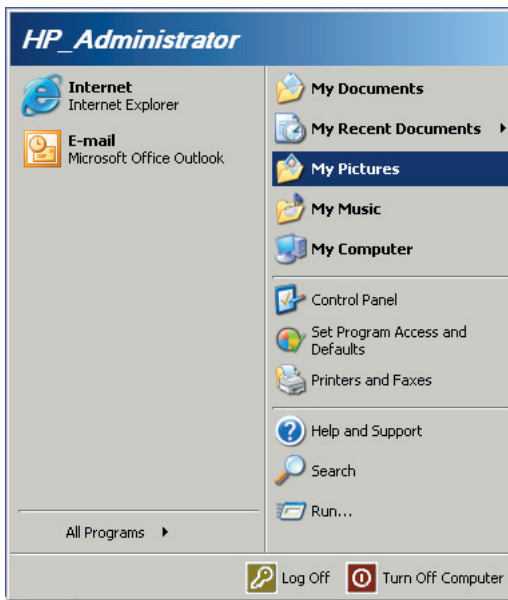 HP_Administrator
Internet
Internet Explorer
E-mail
Microsoft Office Outlook
All Programs
My Documents
My Recent Documents
My Pictures
My Music
My Computer
Control Panel
Set Program Access and
Defaults
Printers and Faxes
Help and Support
Search
Run...
Log Off
Turn Off Computer